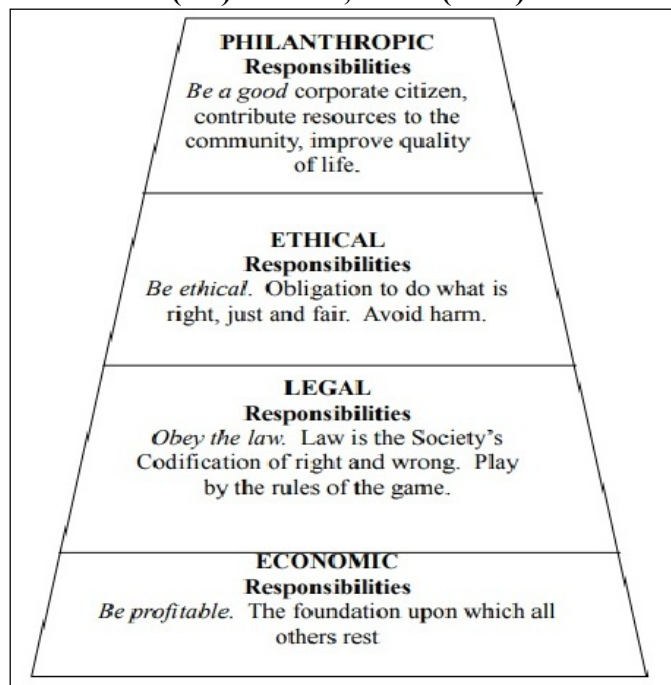 PHILANTHROPIC
Responsibilities
Be a good corporate citizen,
contribute resources to the
community, improve quality
of life.
ETHICAL
Responsibilities
Be ethical. Obligation to do what is
right, just and fair. Avoid harm.
LEGAL
Responsibilities
Obey the law. Law is the Society's
Codification of right and wrong. Play
by the rules of the game.
ECONOMIC
Responsibilities
Be profitable. The foundation upon which all
others rest